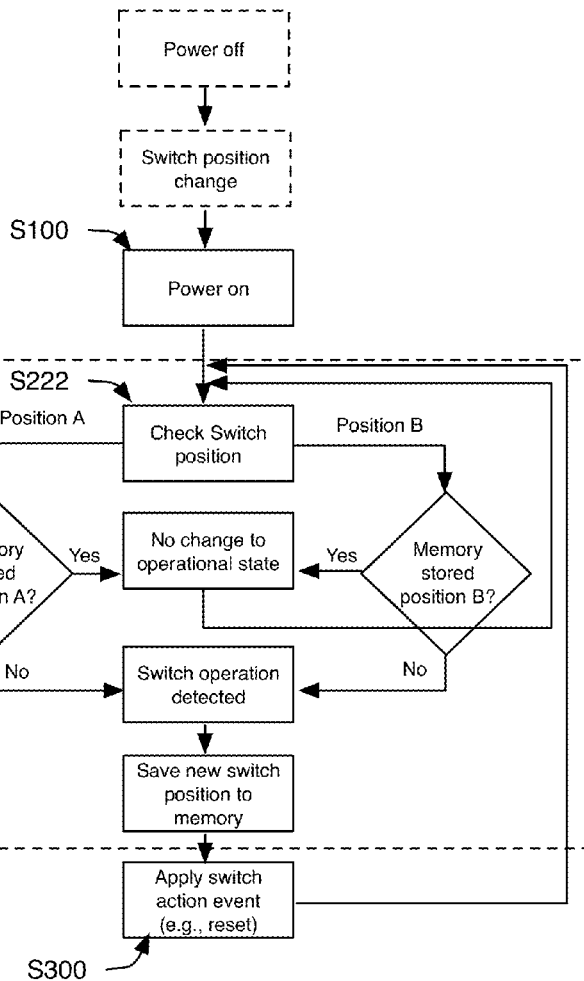 Power off
Switch position
change
S100
Power on
S222
Position A
Check Switch
position
Position B
No change to
operational state
Yes
Yes
Memory
stored
position B?
A?
No
Switch operation
detected
No
Save new switch
position to
memory
Apply switch
action event
(e.g., reset)
S300